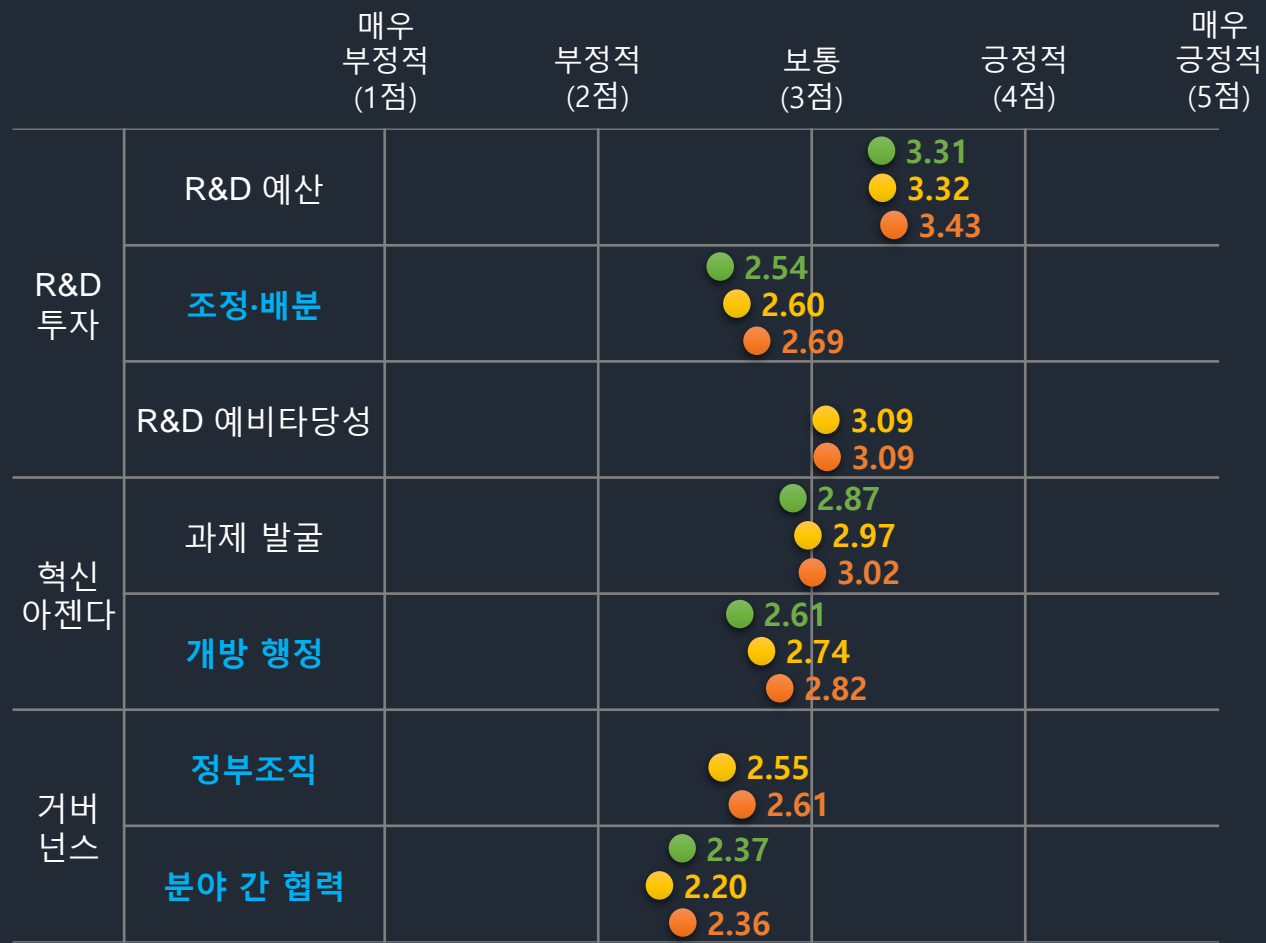 매우
부정적
(1점)
부정적
(2점)
보통
(3점)
긍정적
(4점)
매우
긍정적
(5점)
R&D
투자
R&D 예산
3.31
3.32
3.43
조정·배분
2.54
2.60
2.69
R&D 예비타당성
3.09
3.09
혁신
아젠다
과제 발굴
2.87
2.97
3.02
개방 행정
2.61
2.74
2.82
거버
넌스
정부조직
2.55
2.61
분야 간 협력
2.37
2.20
2.36